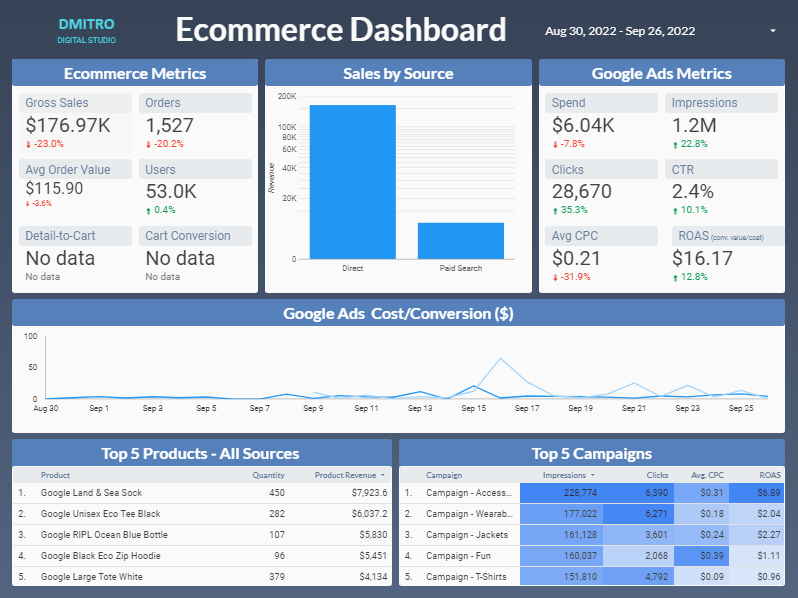 DMITRO
DIGITAL STUDIO
Ecommerce Dashboard
Aug 30, 2022 - Sep 26, 2022
Ecommerce Metrics
Gross Sales
$176.97K
-23.0%
Orders
1,527
-20.2%
Avg Order Value
$115.90
-3.6%
Users
53.0K
0.4%
Detail-to-Cart
No data
No data
Cart Conversion
No data
No data
Sales by Source
Revenue
200K
100K
80K
60K
40K
20K
0
Direct
Paid Search
Google Ads Metrics
Spend
$6.04K
-7.8%
Impressions
1.2M
22.8%
Clicks
28,670
35.3%
CTR
2.4%
10.1%
Avg CPC
$0.21
-31.9%
ROAS (conv. value/cost)
$16.17
12.8%
Google Ads Cost/Conversion ($)
100
50
0
Aug 30 Sep 1 Sep 3 Sep 5 Sep 7 Sep 9 Sep 11 Sep 13 Sep 15 Sep 17 Sep 19 Sep 21 Sep 23 Sep 25
Top 5 Products - All Sources
Product Quantity Product Revenue
1. Google Land & Sea Sock 450 $7,923.6
2. Google Unisex Eco Tee Black 282 $6,037.2
3. Google RIPL Ocean Blue Bottle 107 $5,830
4. Google Black Eco Zip Hoodie 96 $5,451
5. Google Large Tote White 379 $4,134
Top 5 Campaigns
Campaign Impressions Clicks Avg. CPC ROAS
1. Campaign - Access... 228,774 6,390 $0.31 $6.89
2. Campaign - Wearab... 177,022 6,271 $0.18 $2.04
3. Campaign - Jackets 161,128 3,601 $0.24 $2.27
4. Campaign - Fun 160,037 2,068 $0.39 $1.11
5. Campaign - T-Shirts 151,810 4,792 $0.09 $0.96